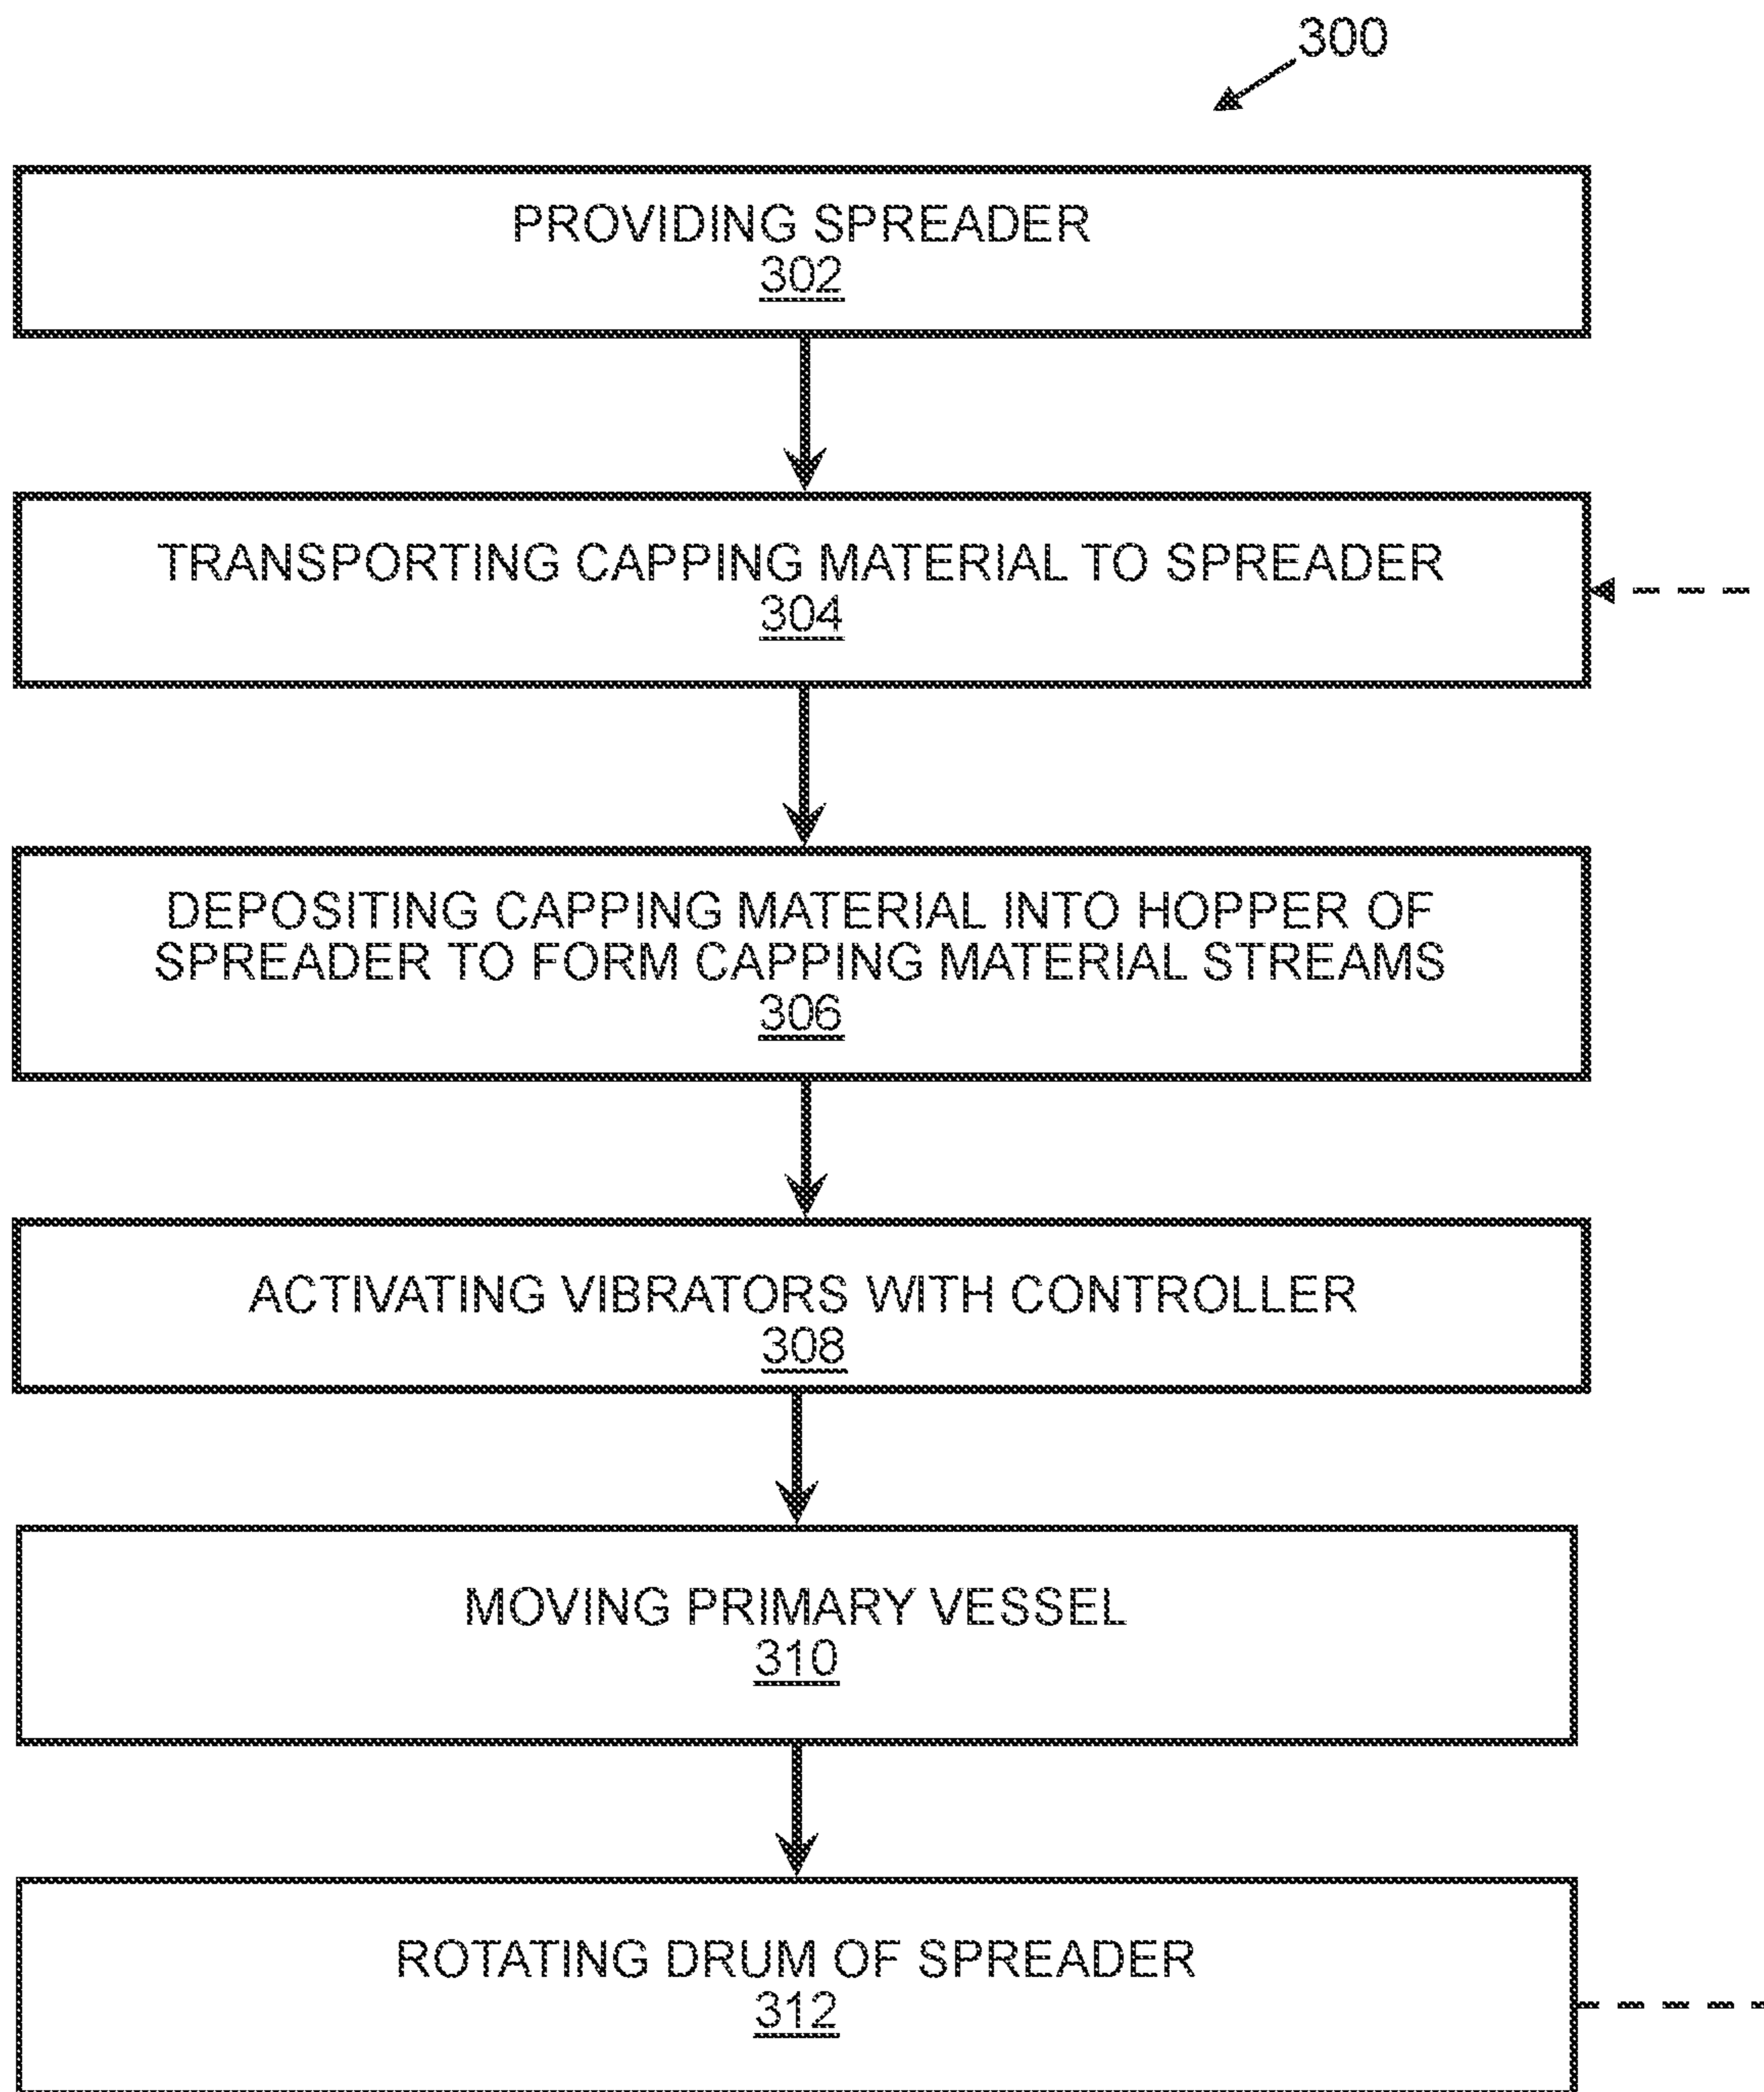 300
PROVIDING SPREADER
302
TRANSPORTING CAPPING MATERIAL TO SPREADER
304
DEPOSITING CAPPING MATERIAL INTO HOPPER OF
SPREADER TO FORM CAPPING MATERIAL STREAMS
306
ACTIVATING VIBRATORS WITH CONTROLLER
308
MOVING PRIMARY VESSEL
310
ROTATING DRUM OF SPREADER
312